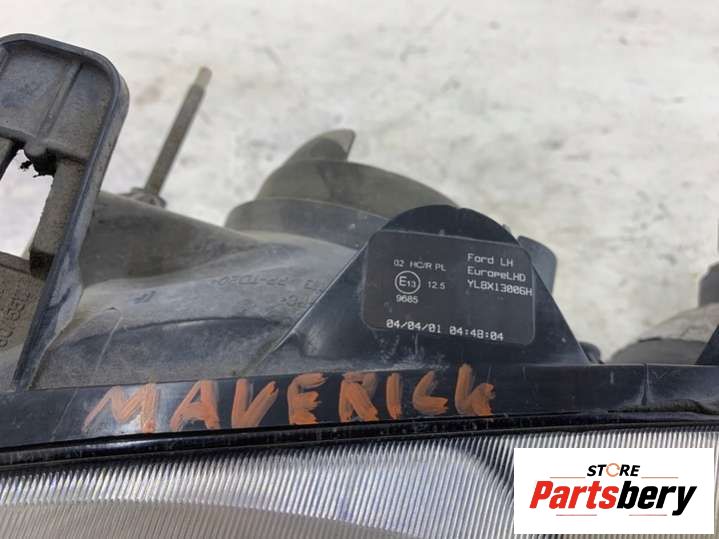 02 HC/R PL
E13 12.5
9685
Ford LH
EuropeLHD
YL8X13006H
04/04/01 04:48:04
MAVERICK
STORE
Partsbery